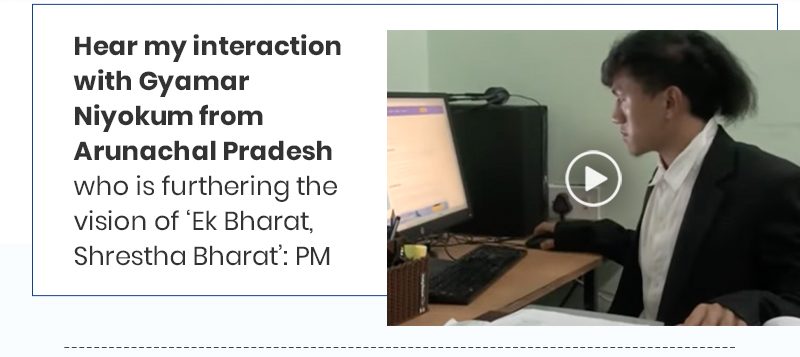 Hear my interaction
with Gyamar
Niyokum from
Arunachal Pradesh
who is furthering the
vision of ‘Ek Bharat,
Shrestha Bharat’: PM